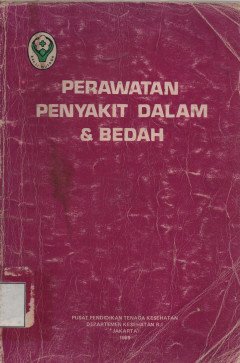 PERAWATAN
PENYAKIT DALAM
& BEDAH
PUSAT PENDIDIKAN TENAGA KESEHATAN
DEPARTEMEN KESEHATAN R.I
JAKARTA